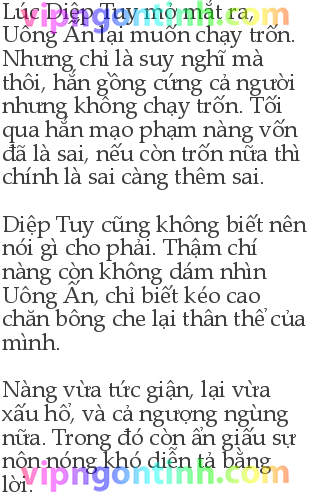 Lúc Diệp Tuy mở mắt ra,
Uông Ấn lại muốn chạy trốn.
Nhưng chỉ là suy nghĩ mà
thôi, hắn gồng cứng cả người
nhưng không chạy trốn. Tối
qua hắn mạo phạm nàng vốn
đã là sai, nếu còn trốn nữa thì
chính là sai càng thêm sai.
Diệp Tuy cũng không biết nên
nói gì cho phải. Thậm chí
nàng còn không dám nhìn
Uông Ấn, chỉ biết kéo cao
chăn bông che lại thân thể của
mình.
Nàng vừa tức giận, lại vừa
xấu hổ, và cả ngượng ngùng
nữa. Trong đó còn ẩn giấu sự
nôn nóng khó diễn tả bằng
lời.
vipngontinh.com
vipngontinh.com